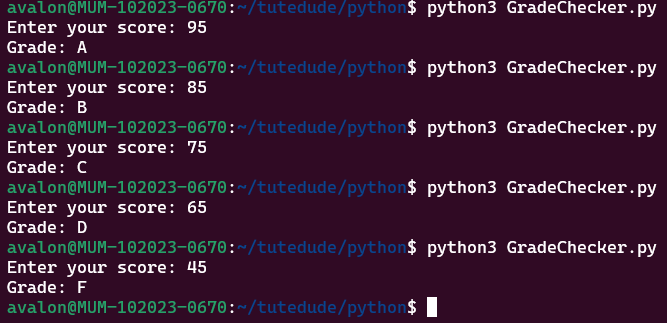 avalon@MUM-102023-0670:~/tutedude/python$ python3 GradeChecker.py
Enter your score: 95
Grade: A
avalon@MUM-102023-0670:~/tutedude/python$ python3 GradeChecker.py
Enter your score: 85
Grade: B
avalon@MUM-102023-0670:~/tutedude/python$ python3 GradeChecker.py
Enter your score: 75
Grade: C
avalon@MUM-102023-0670:~/tutedude/python$ python3 GradeChecker.py
Enter your score: 65
Grade: D
avalon@MUM-102023-0670:~/tutedude/python$ python3 GradeChecker.py
Enter your score: 45
Grade: F
avalon@MUM-102023-0670:~/tutedude/python$